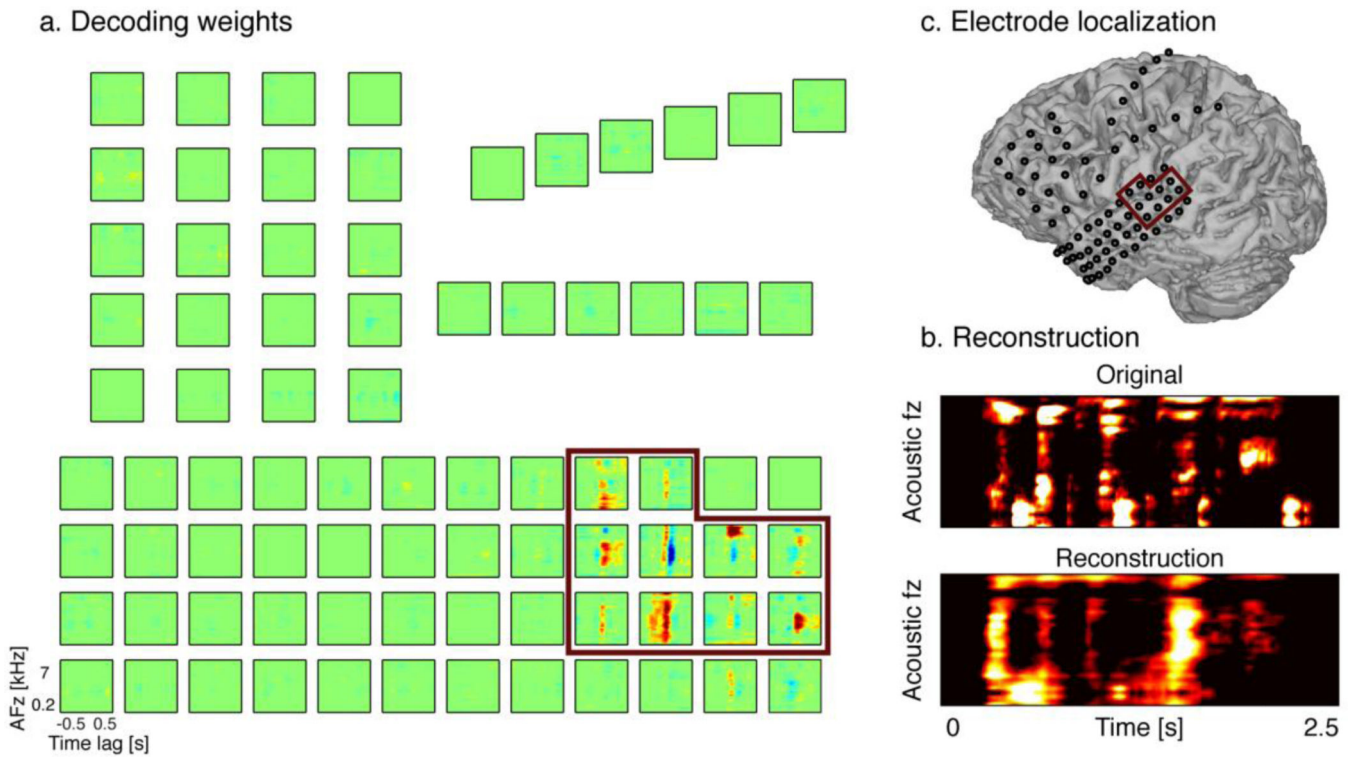 a. Decoding weights
AFz [kHz]
7
0.2
-0.5 0.5
Time lag [s]
c. Electrode localization
b. Reconstruction
Original
Acoustic fz
Reconstruction
Acoustic fz
0 Time [s] 2.5